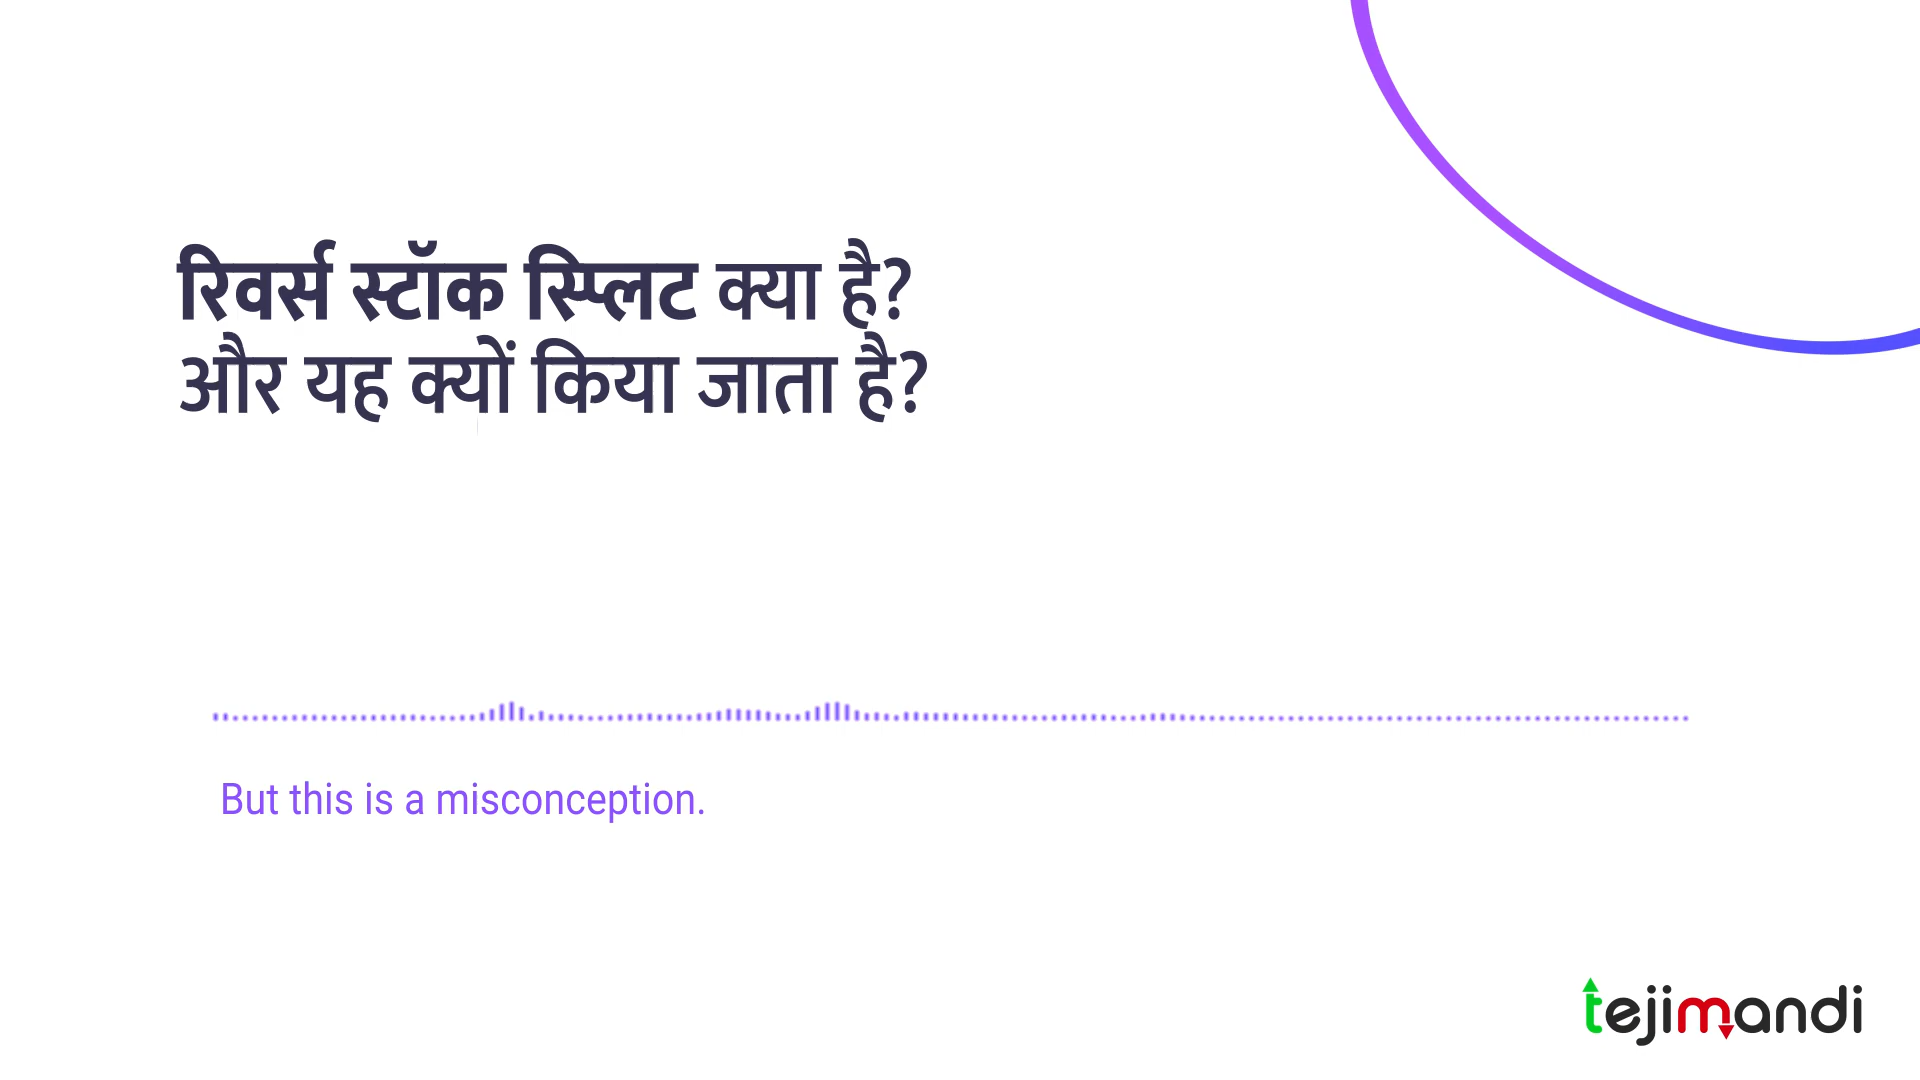 रिवर्स स्टॉक स्प्लिट क्या है?
और यह क्यों किया जाता है?
But this is a misconception.
tejimandi